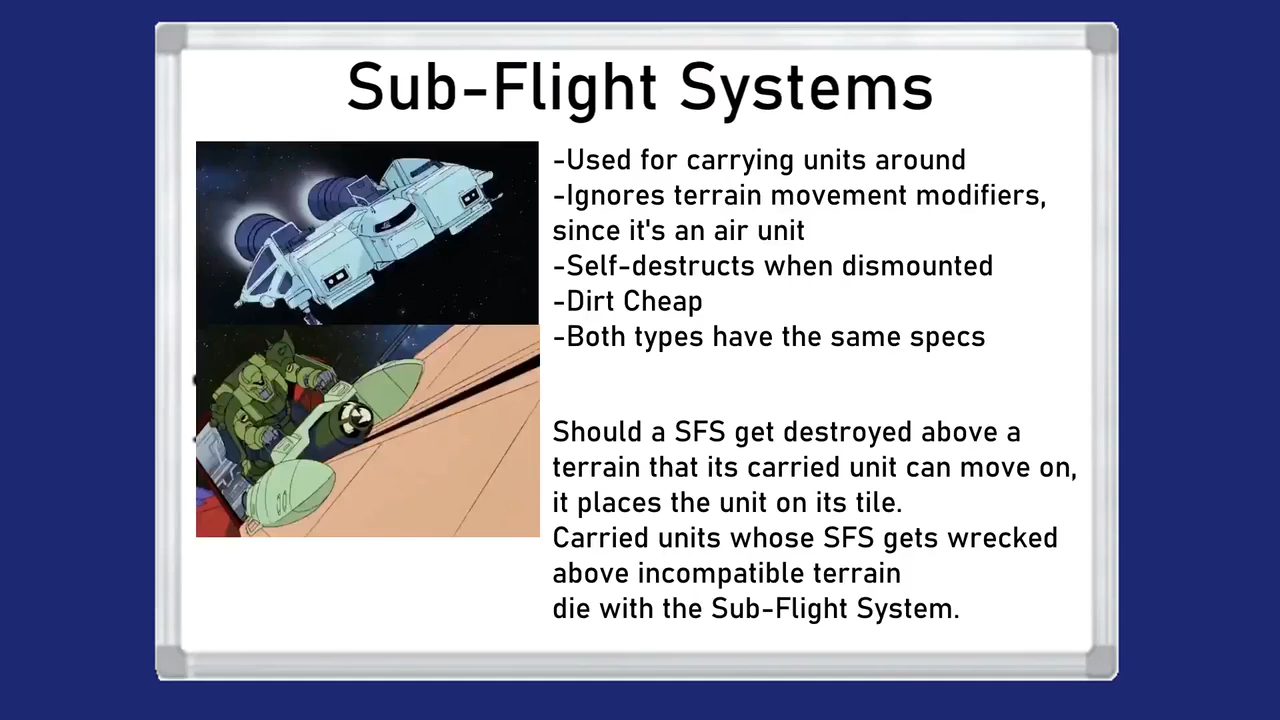 Sub-Flight Systems
-Used for carrying units around
-Ignores terrain movement modifiers,
since it's an air unit
-Self-destructs when dismounted
-Dirt Cheap
-Both types have the same specs
Should a SFS get destroyed above a
terrain that its carried unit can move on,
it places the unit on its tile.
Carried units whose SFS gets wrecked
above incompatible terrain
die with the Sub-Flight System.